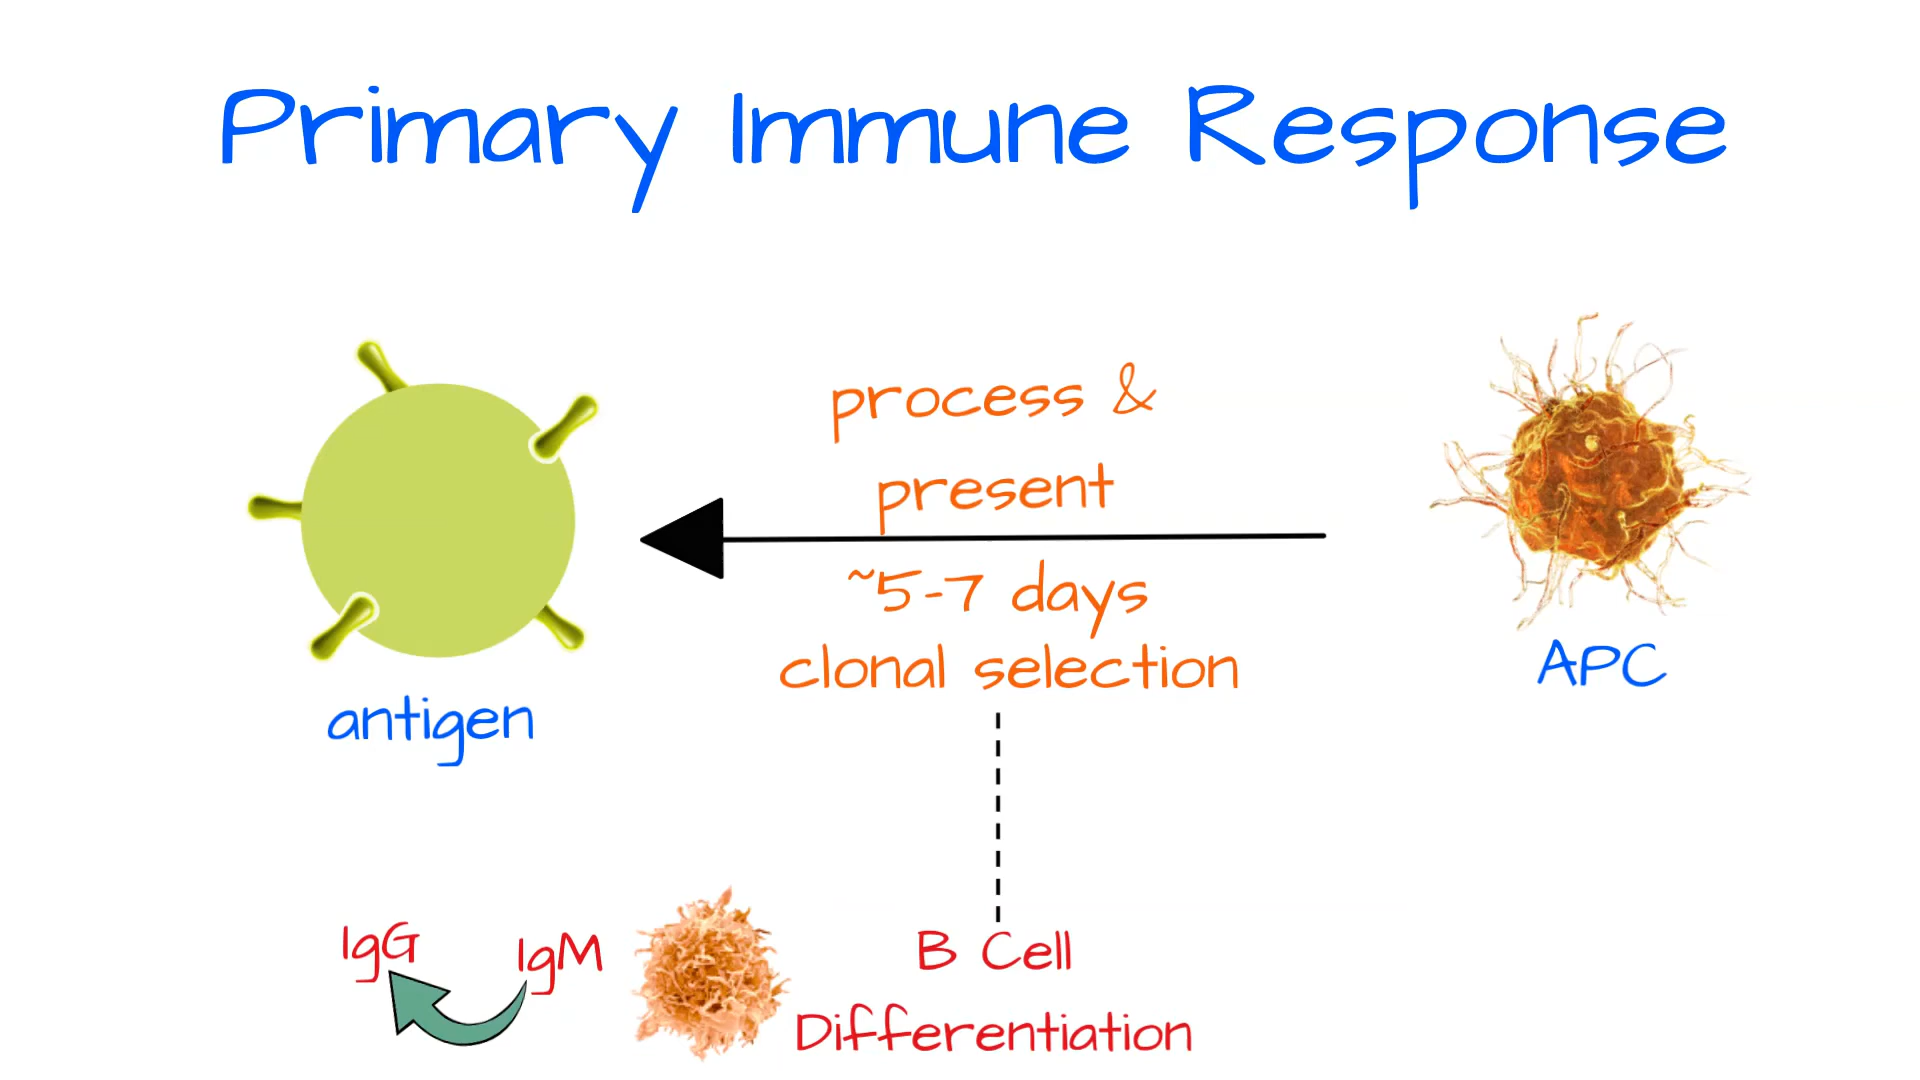 Primary Immune Response
process &
present
~5-7 days
clonal selection
APC
antigen
IgG
IgM
B Cell
Differentiation